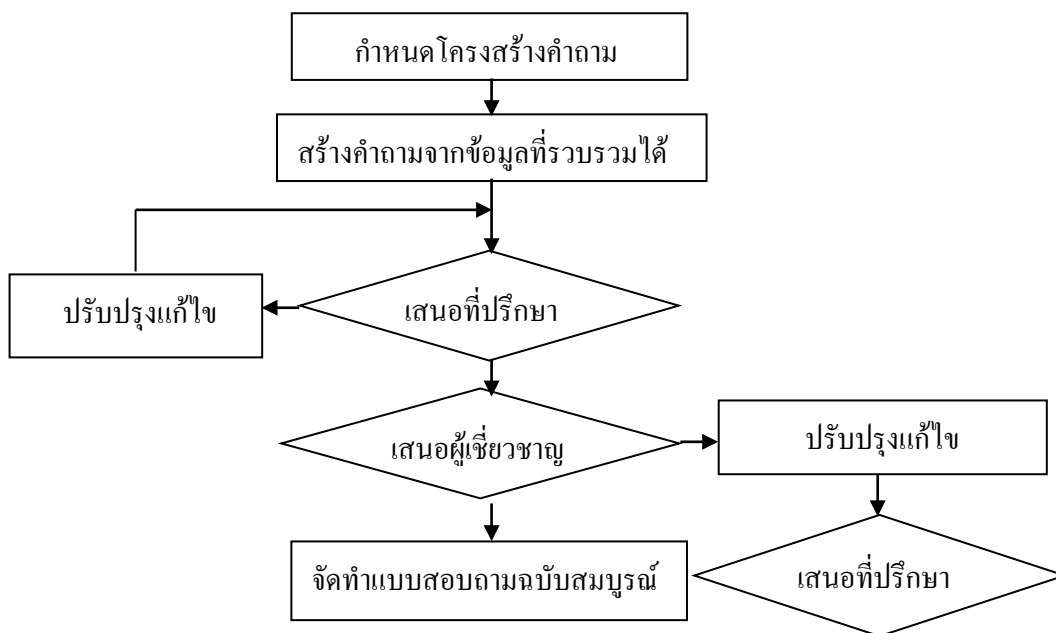 กำหนดโครงสร้างคำถาม
สร้างคำถามจากข้อมูลที่รวบรวมได้
ปรับปรุงแก้ไข
เสนอที่ปรึกษา
เสนอผู้เชี่ยวชาญ
ปรับปรุงแก้ไข
จัดทำแบบสอบถามฉบับสมบูรณ์
เสนอที่ปรึกษา